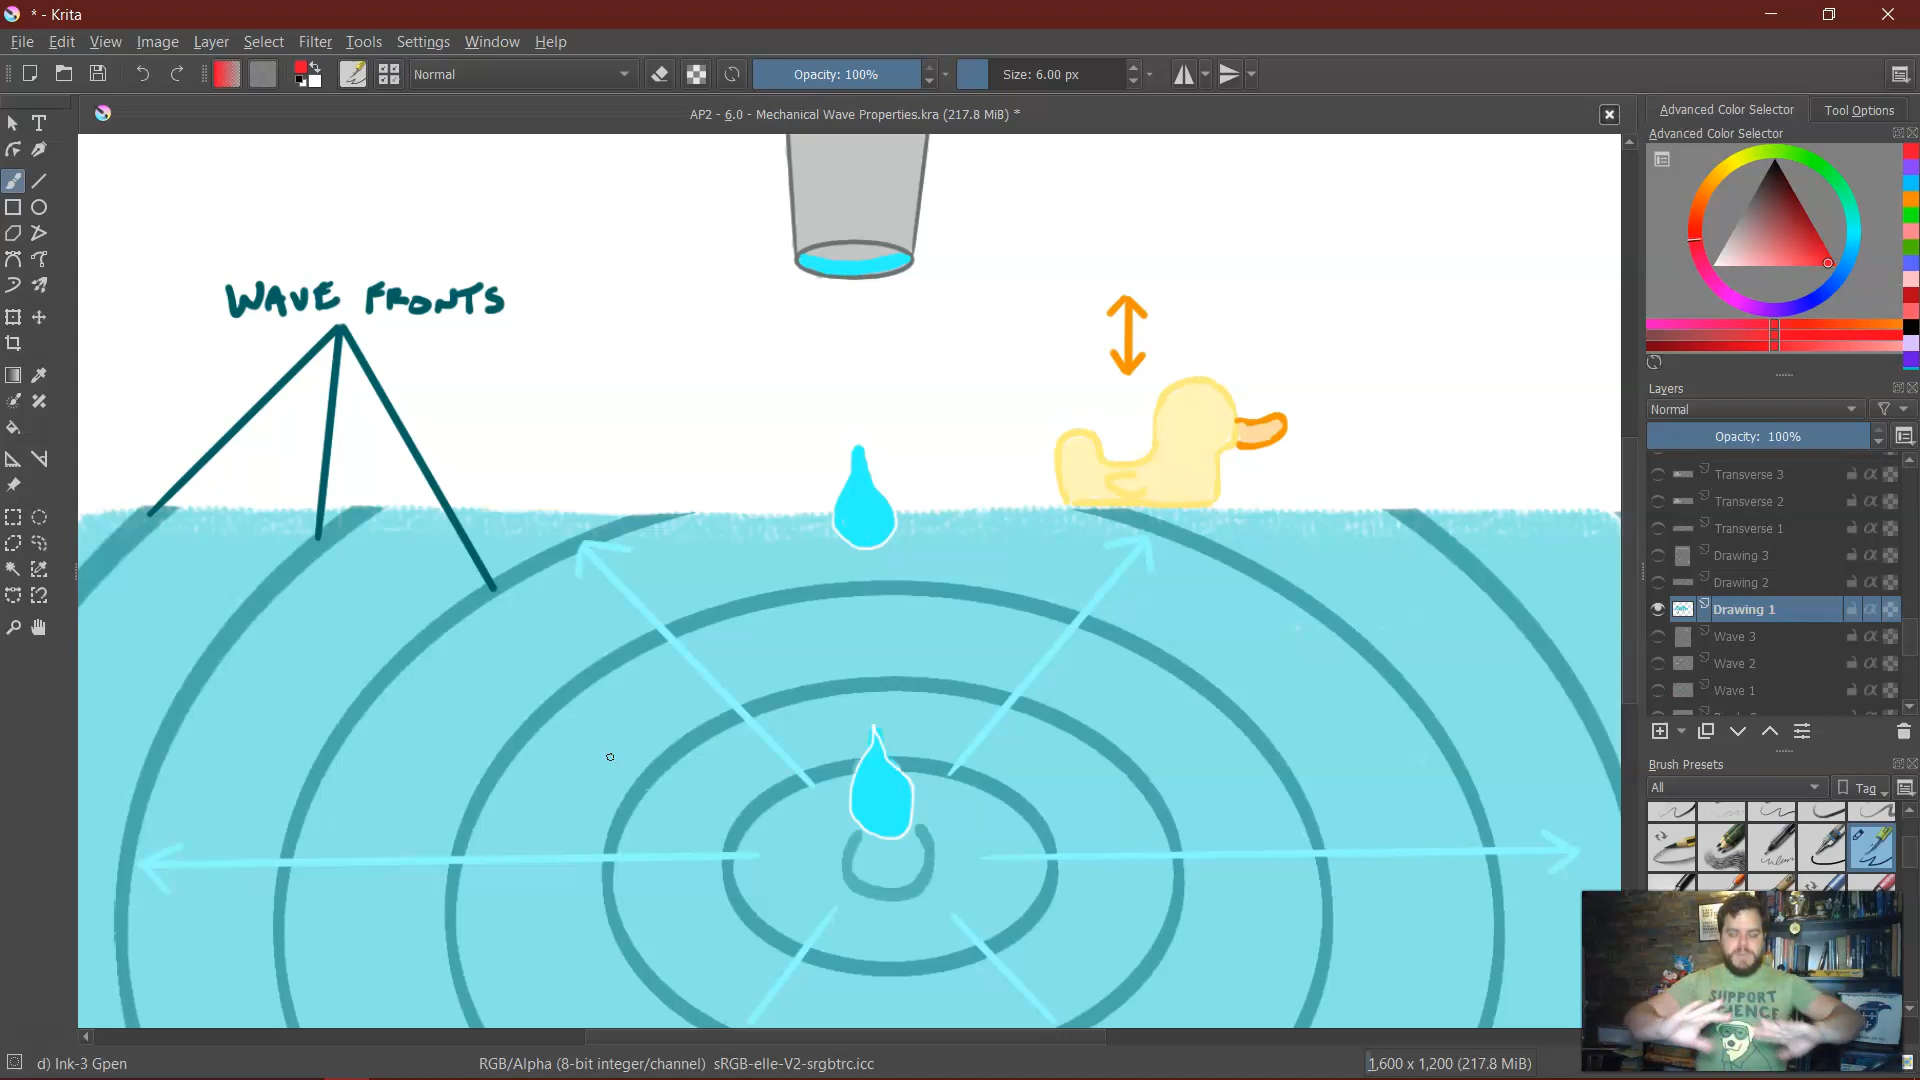 * - Krita
File Edit View Image Layer Select Filter Tools Settings Window Help
Normal
Opacity: 100%
Size: 6.00 px
AP2 - 6.0 - Mechanical Wave Properties.kra (217.8 MiB) *
Advanced Color Selector
Tool Options
Advanced Color Selector
WAVE FRONTS
Layers
Normal
Opacity: 100%
Transverse 3
Transverse 2
Transverse 1
Drawing 3
Drawing 2
Drawing 1
Wave 3
Wave 2
Wave 1
Brush Presets
All
Tag
SUPPORT
d) Ink-3 Gpen
RGB/Alpha (8-bit integer/channel) sRGB-elle-V2-srgbtrc.icc
1,600 x 1,200 (217.8 MiB)